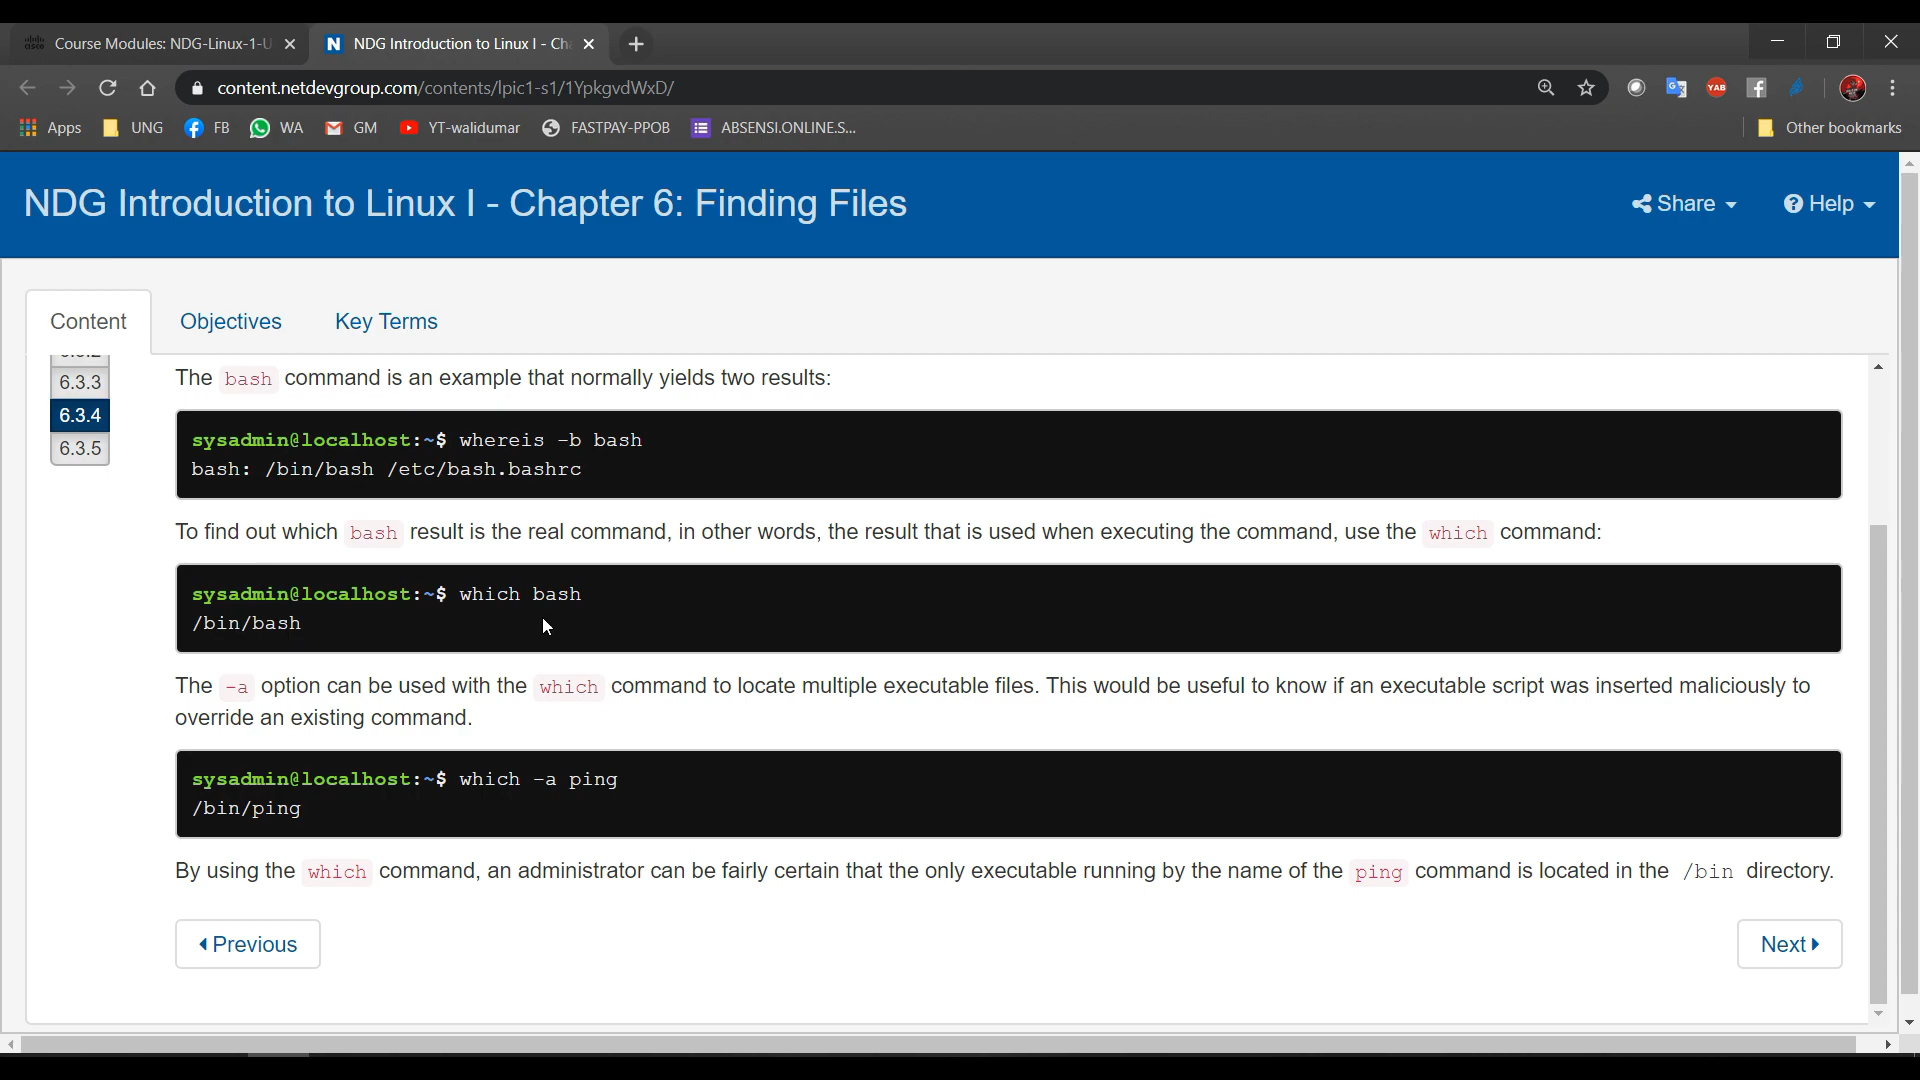 Course Modules: NDG-Linux-1-U
NDG Introduction to Linux I - Ch
content.netdevgroup.com/contents/lpic1-s1/1YpkgvdWxD/
YAB
Apps
UNG
FB
WA
GM
YT-walidumar
FASTPAY-PPOB
ABSENSI.ONLINE.S...
Other bookmarks
NDG Introduction to Linux I - Chapter 6: Finding Files
Share
Help
Content
Objectives
Key Terms
6.3.3
6.3.4
6.3.5
The bash command is an example that normally yields two results:
sysadmin@localhost:~$ whereis -b bash
bash: /bin/bash /etc/bash.bashrc
To find out which bash result is the real command, in other words, the result that is used when executing the command, use the which command:
sysadmin@localhost:~$ which bash
/bin/bash
The -a option can be used with the which command to locate multiple executable files. This would be useful to know if an executable script was inserted maliciously to
override an existing command.
sysadmin@localhost:~$ which -a ping
/bin/ping
By using the which command, an administrator can be fairly certain that the only executable running by the name of the ping command is located in the /bin directory.
Previous
Next